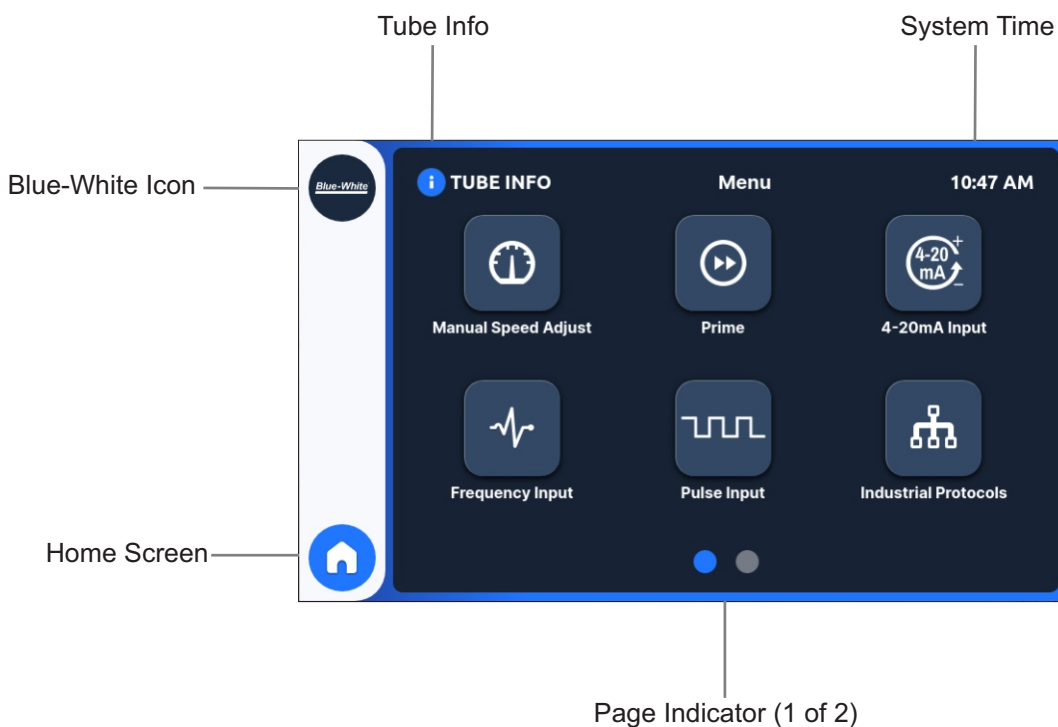 Tube Info
System Time
Blue-White Icon
Blue-White
TUBE INFO
Menu
10:47 AM
4-20
mA
Manual Speed Adjust
Prime
4-20mA Input
Frequency Input
Pulse Input
Industrial Protocols
Home Screen
Page Indicator (1 of 2)